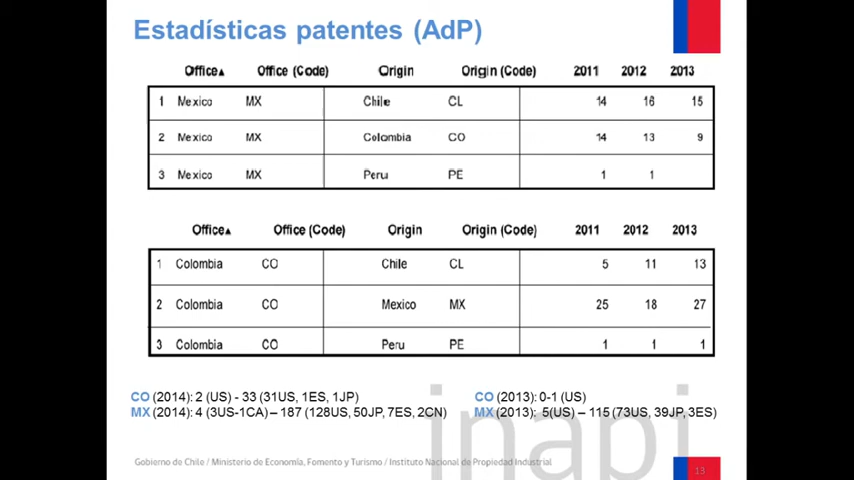 Estadísticas patentes (AdP)
Office▲ Office (Code) Origin Origin (Code) 2011 2012 2013
1 Mexico MX Chile CL 14 16 15
2 Mexico MX Colombia CO 14 13 9
3 Mexico MX Peru PE 1 1
Office▲ Office (Code) Origin Origin (Code) 2011 2012 2013
1 Colombia CO Chile CL 5 11 13
2 Colombia CO Mexico MX 25 18 27
3 Colombia CO Peru PE 1 1 1
CO (2014): 2 (US) - 33 (31US, 1ES, 1JP) CO (2013): 0-1 (US)
MX (2014): 4 (3US-1CA) – 187 (128US, 50JP, 7ES, 2CN) MX (2013): 5(US) – 115 (73US, 39JP, 3ES)
inapi
Gobierno de Chile / Ministerio de Economía, Fomento y Turismo / Instituto Nacional de Propiedad Industrial
13